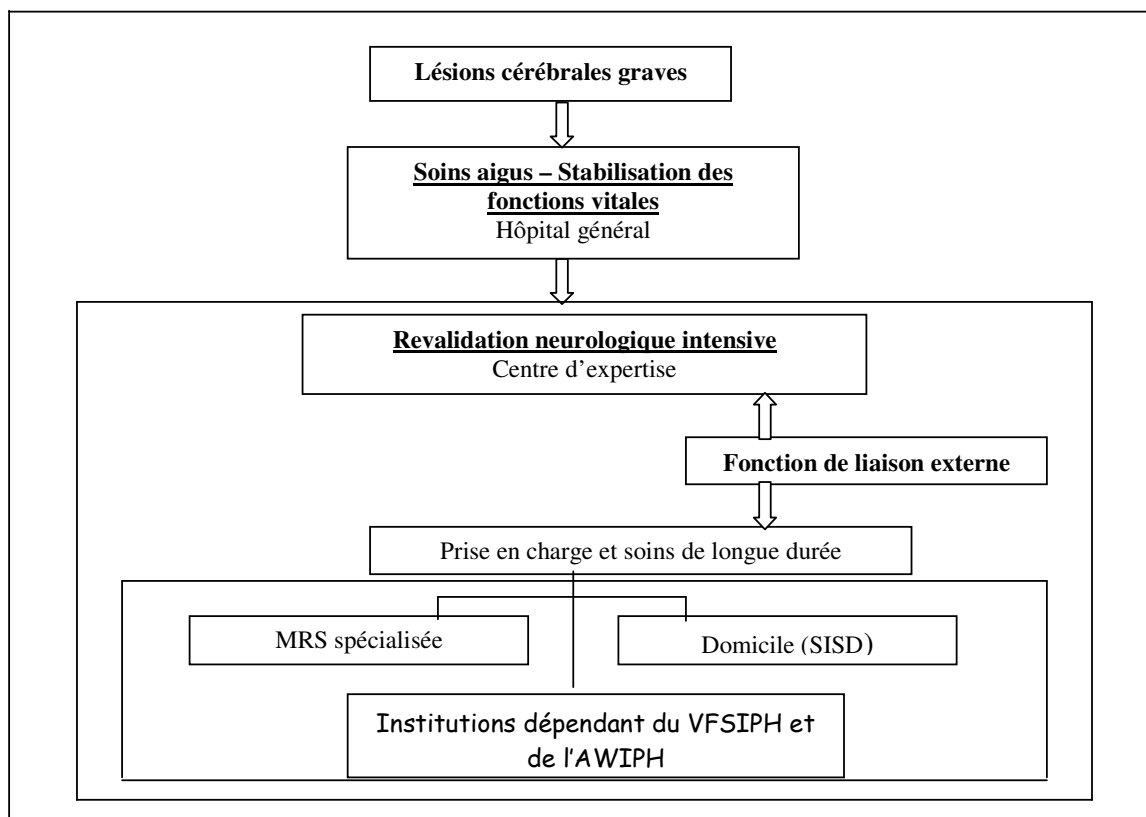 Lésions cérébrales graves
Soins aigus – Stabilisation des
fonctions vitales
Hôpital général
Revalidation neurologique intensive
Centre d’expertise
Fonction de liaison externe
Prise en charge et soins de longue durée
MRS spécialisée
Domicile (SISD)
Institutions dépendant du VFSIPH et
de l’AWIPH